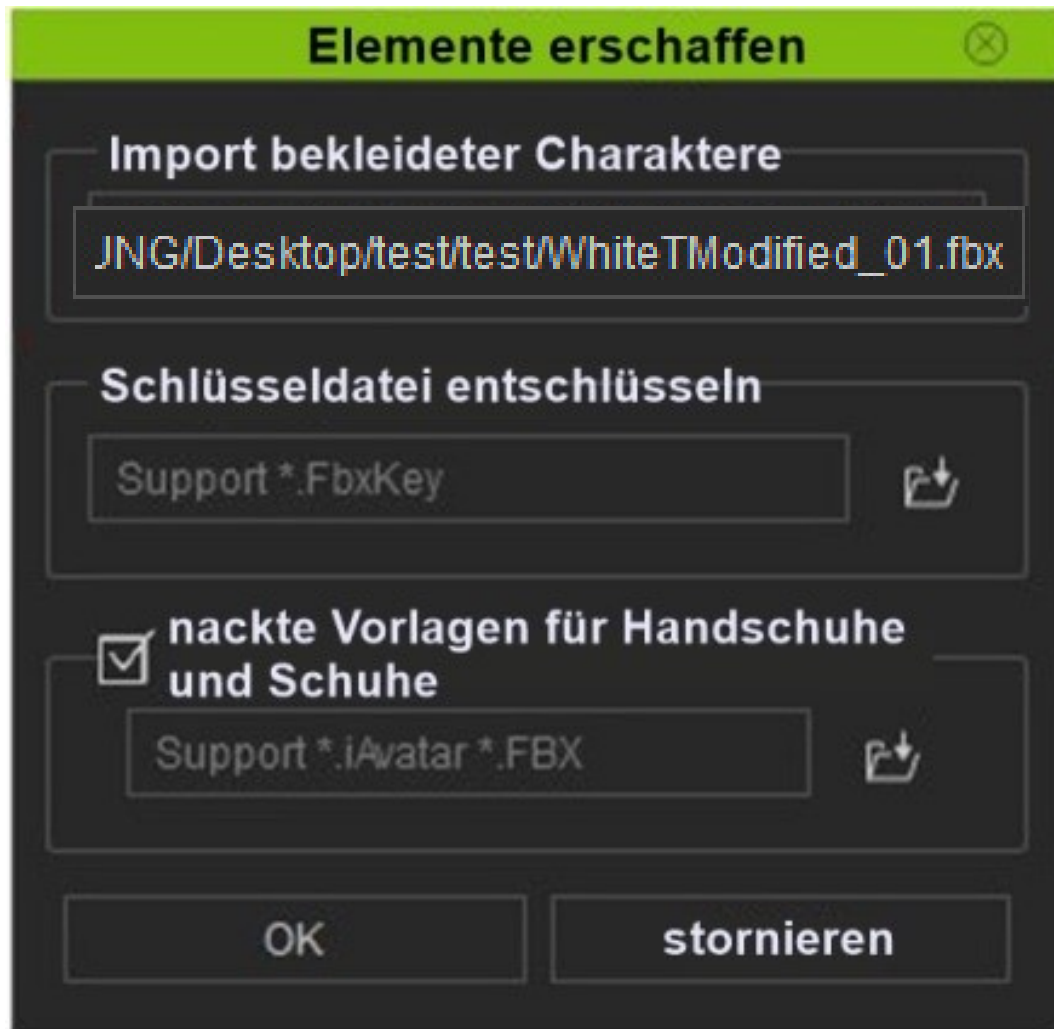 Elemente erschaffen
Import bekleideter Charaktere
JNG/Desktop/test/test/WhiteTModified_01.fbx
Schlüsseldatei entschlüsseln
Support *.FbxKey
nackte Vorlagen für Handschuhe
und Schuhe
Support *.iAvatar *.FBX
OK
stornieren